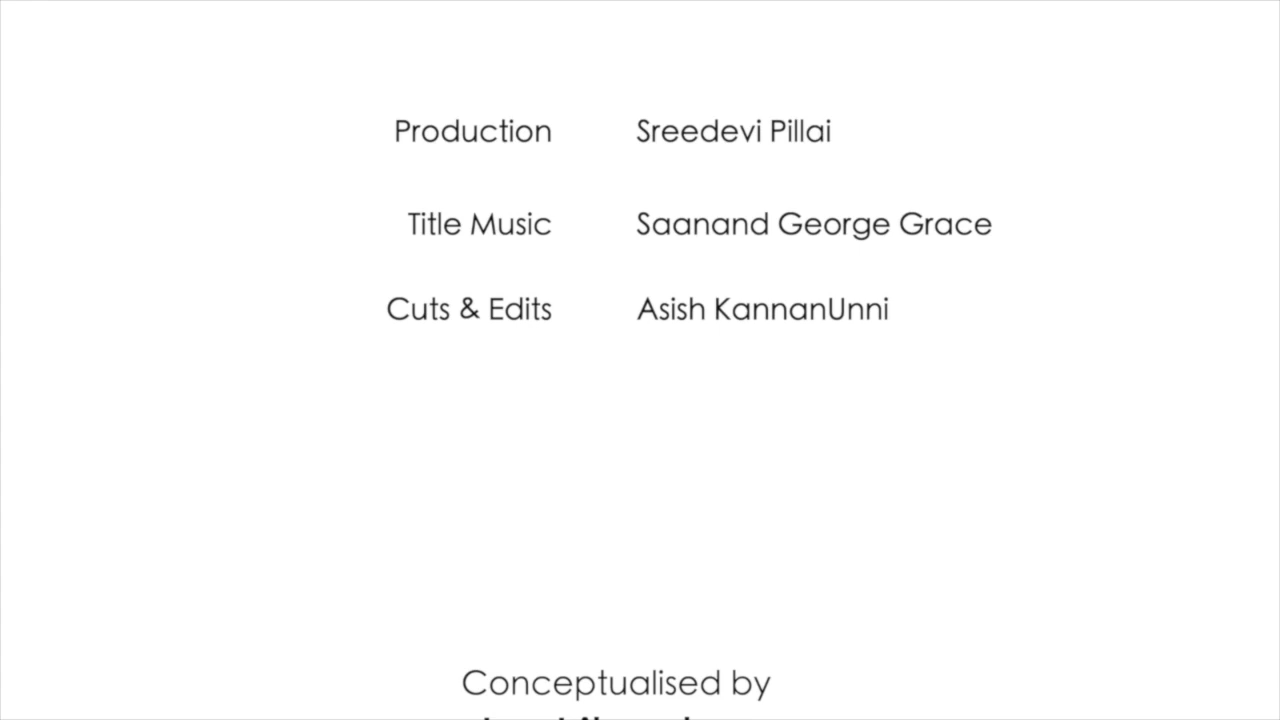 Production Sreedevi Pillai
Title Music Saanand George Grace
Cuts & Edits Asish KannanUnni
Conceptualised by